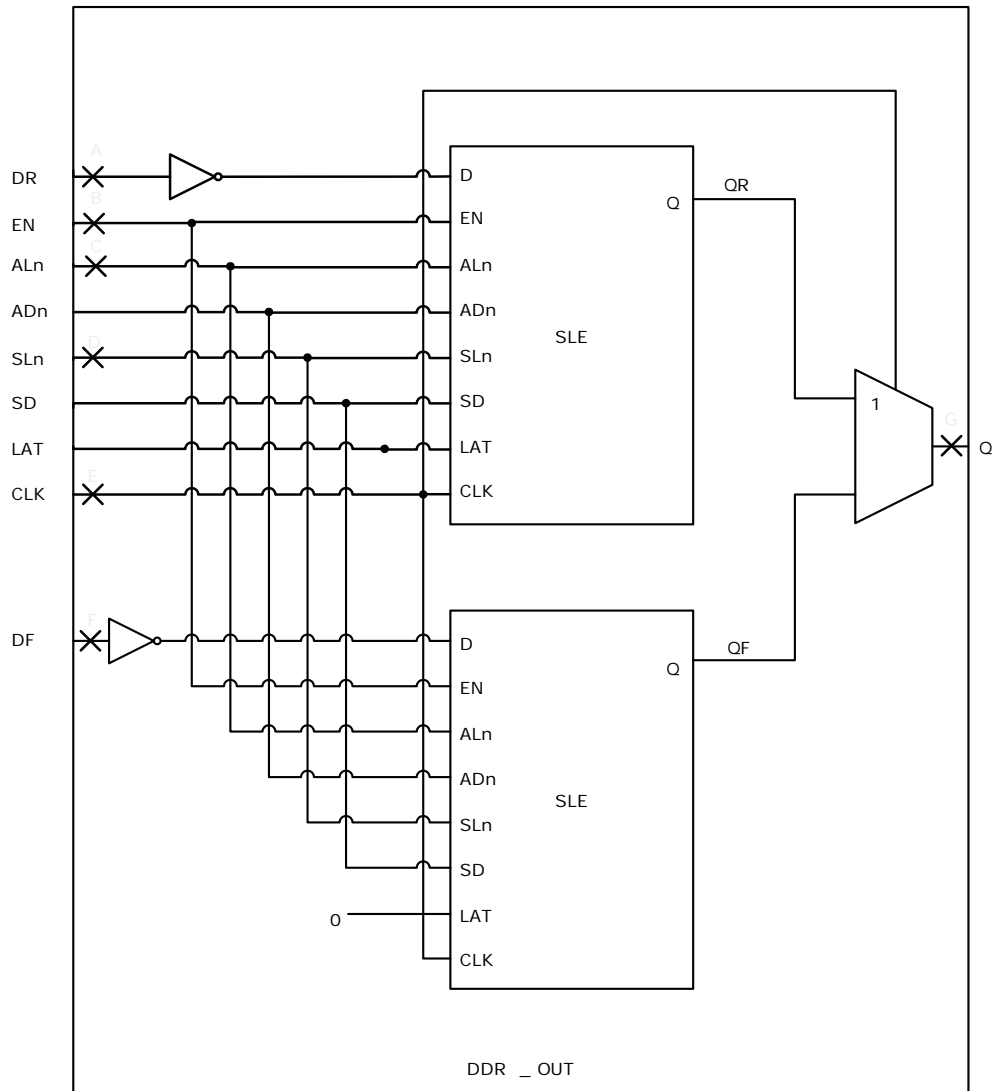 A
DR
B
EN
C
ALn
ADn
D
SLn
SD
LAT
E
CLK
F
DF
D
EN
ALn
ADn
SLn
SD
LAT
CLK
SLE
Q
QR
1
G
Q
D
EN
ALn
ADn
SLn
SD
0
LAT
CLK
SLE
Q
QF
DDR _ OUT